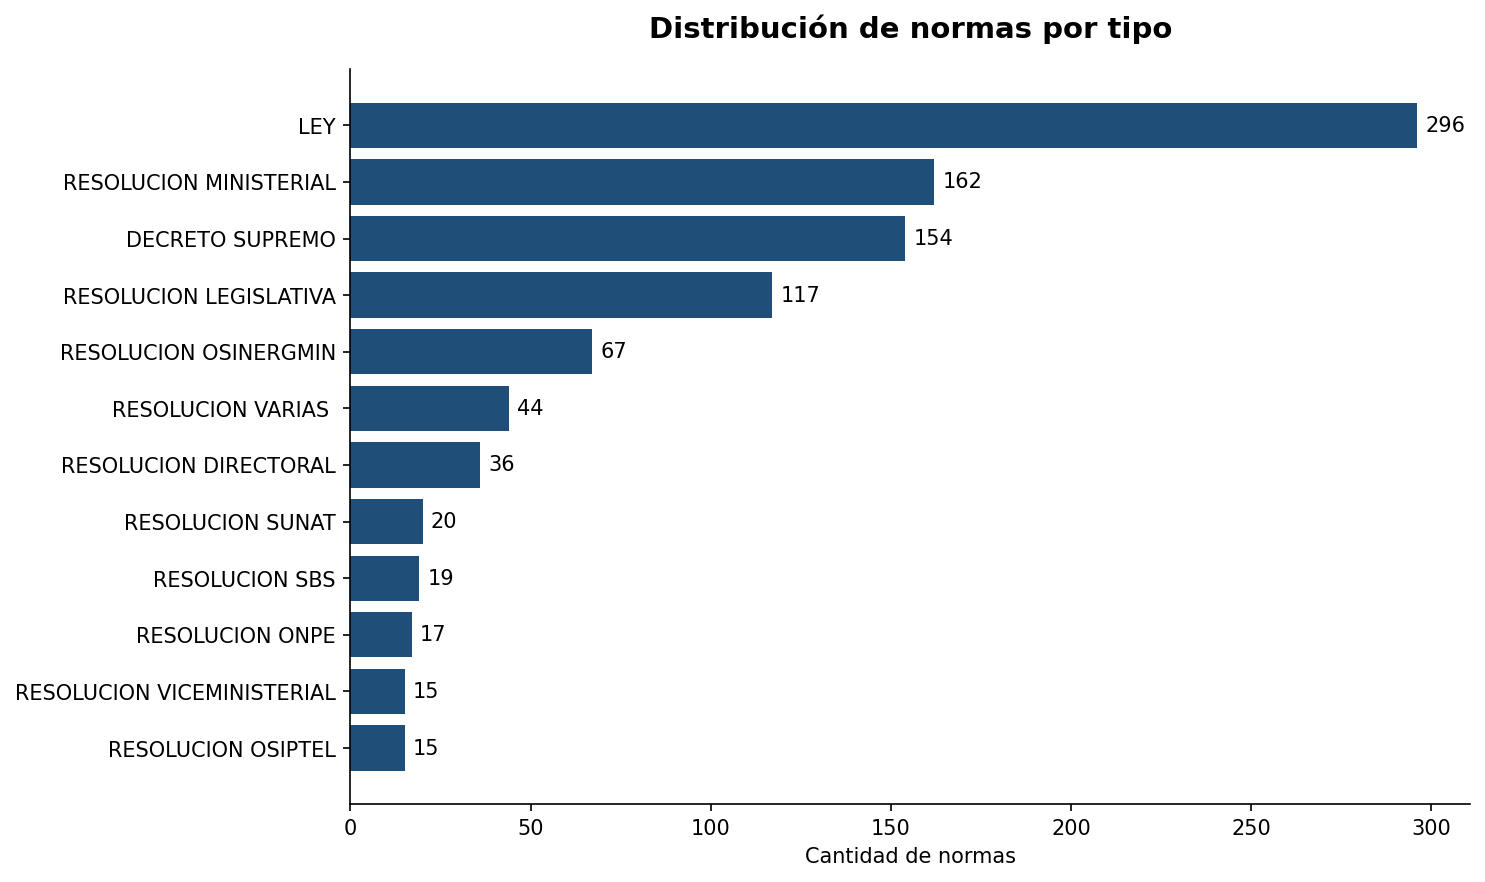 Distribución de normas por tipo
LEY 296
RESOLUCION MINISTERIAL 162
DECRETO SUPREMO 154
RESOLUCION LEGISLATIVA 117
RESOLUCION OSINERGMIN 67
RESOLUCION VARIAS 44
RESOLUCION DIRECTORAL 36
RESOLUCION SUNAT 20
RESOLUCION SBS 19
RESOLUCION ONPE 17
RESOLUCION VICEMINISTERIAL 15
RESOLUCION OSIPTEL 15
0 50 100 150 200 250 300
Cantidad de normas